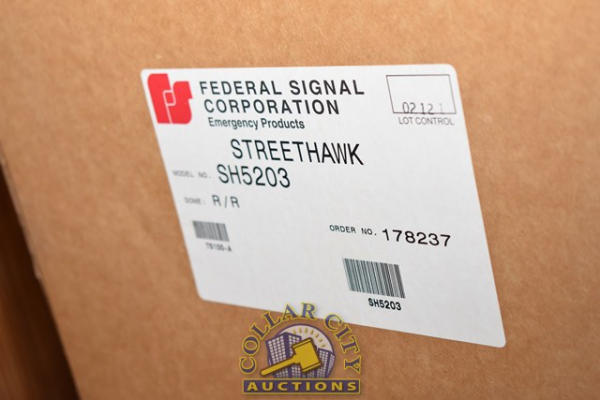 FEDERAL SIGNAL
CORPORATION
Emergency Products
02121
LOT CONTROL
STREETHAWK
MODEL NO. SH5203
DOME: R/R
ORDER NO. 178237
78100-A
SH5203
COLLAR CITY
AUCTIONS